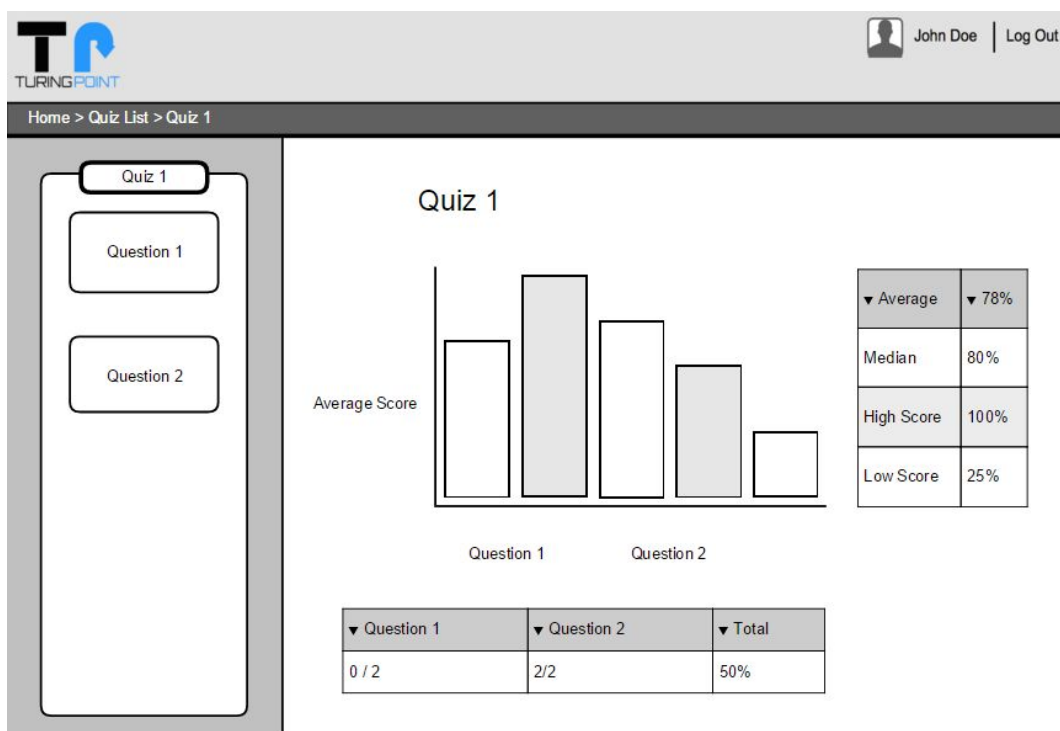 TP
TURINGPOINT
John Doe | Log Out
Home > Quiz List > Quiz 1
Quiz 1
Question 1
Question 2
Quiz 1
Average Score
Question 1 Question 2
▼ Average ▼ 78%
Median 80%
High Score 100%
Low Score 25%
▼ Question 1 ▼ Question 2 ▼ Total
0 / 2 2/2 50%